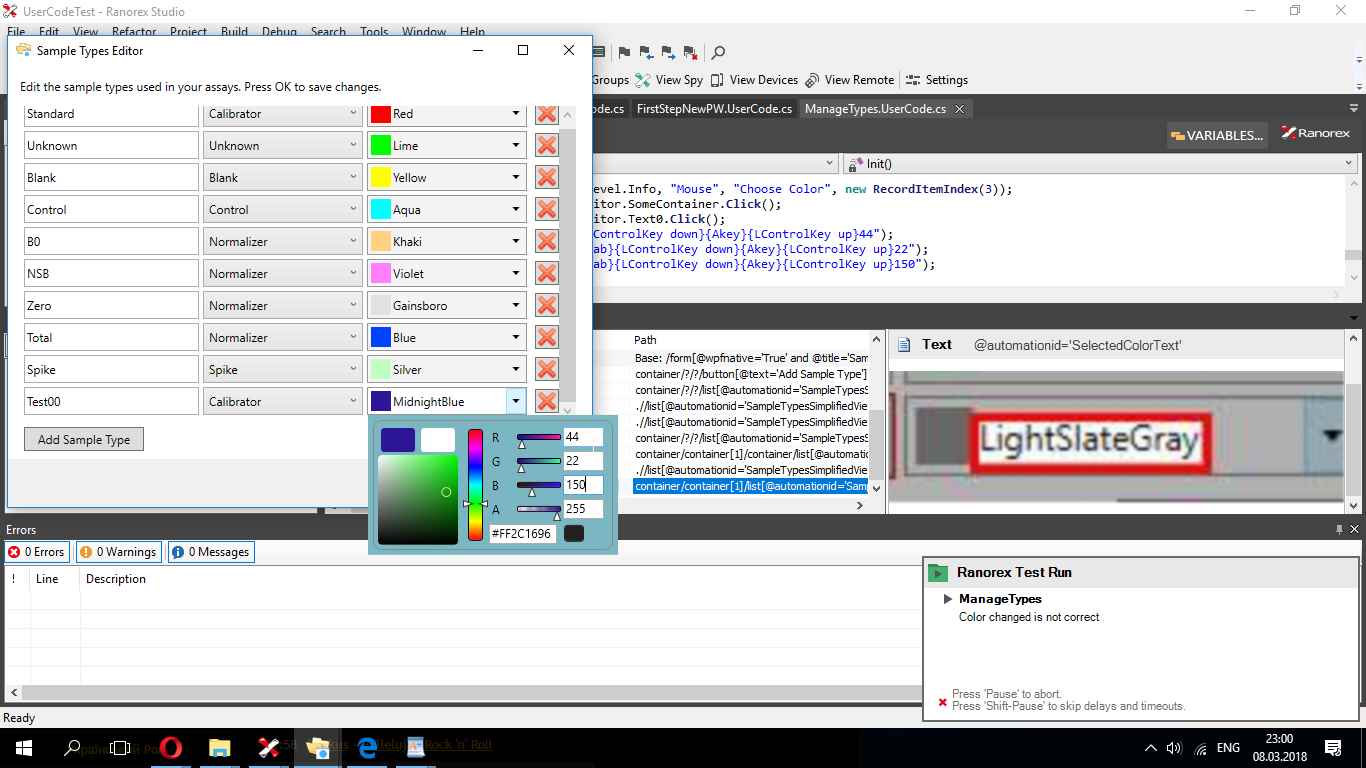 UserCodeTest - Ranorex Studio
File Edit View Refactor Project Build Debug Search Tools Window Help
Sample Types Editor
Groups View Spy View Devices View Remote Settings
Edit the sample types used in your assays. Press OK to save changes.
ode.cs FirstStepNewPW.UserCode.cs ManageTypes.UserCode.cs
VARIABLES... Ranorex
Init()
Standard Calibrator Red
Unknown Unknown Lime
Blank Blank Yellow
Control Control Aqua
B0 Normalizer Khaki
NSB Normalizer Violet
Zero Normalizer Gainsboro
Total Normalizer Blue
Spike Spike Silver
Test00 Calibrator MidnightBlue
Add Sample Type
evel.Info, "Mouse", "Choose Color", new RecordItemIndex(3));
itor.SomeContainer.Click();
itor.Text0.Click();
ControlKey down}{Akey}{LControlKey up}44");
ab}{LControlKey down}{Akey}{LControlKey up}22");
ab}{LControlKey down}{Akey}{LControlKey up}150");
Path
Base: /form[@wpfnative='True' and @title='Sam
container/?/?/button[@text='Add Sample Type']
container/?/?/list[@automationid='SampleTypesS
.//list[@automationid='SampleTypesSimplifiedVie
.//list[@automationid='SampleTypesSimplifiedVie
container/?/?/list[@automationid='SampleTypesS
container/container[1]/container/list[@automation
.//list[@automationid='SampleTypesSimplifiedVie
container/container[1]/list[@automationid='Sam
Text @automationid='SelectedColorText'
LightSlateGray
R 44
G 22
B 150
A 255
#FF2C1696
Errors
0 Errors 0 Warnings 0 Messages
! Line Description
Ranorex Test Run
ManageTypes
Color changed is not correct
Press 'Pause' to abort.
Press 'Shift-Pause' to skip delays and timeouts.
Ready
Rock 'n' Roll
ENG
23:00
08.03.2018